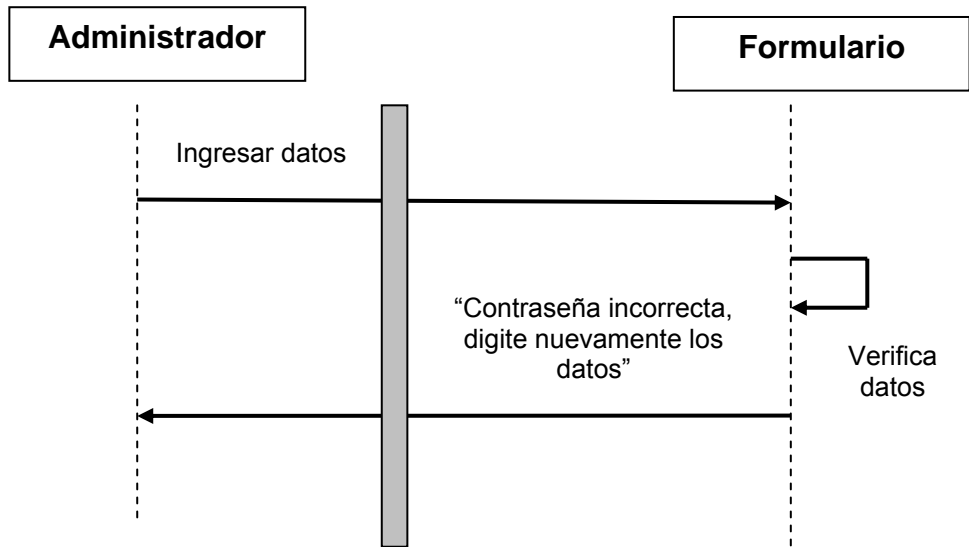 Administrador
Formulario
Ingresar datos
“Contraseña incorrecta,
digite nuevamente los
datos”
Verifica
datos